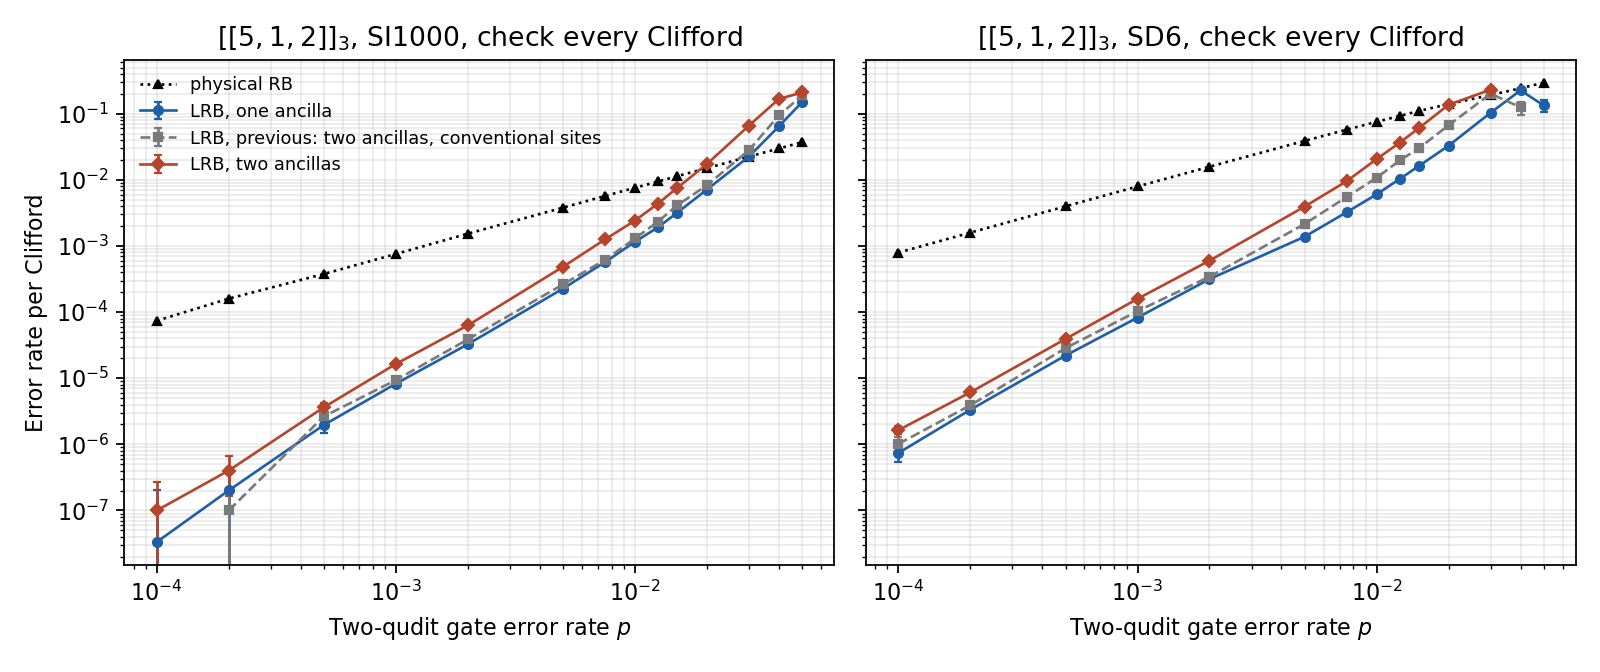 [[5, 1, 2]]₃, SI1000, check every Clifford
[[5, 1, 2]]₃, SD6, check every Clifford
physical RB
LRB, one ancilla
LRB, previous: two ancillas, conventional sites
LRB, two ancillas
Error rate per Clifford
10⁻¹
10⁻²
10⁻³
10⁻⁴
10⁻⁵
10⁻⁶
10⁻⁷
10⁻⁴
10⁻³
10⁻²
10⁻⁴
10⁻³
10⁻²
Two-qudit gate error rate p
Two-qudit gate error rate p